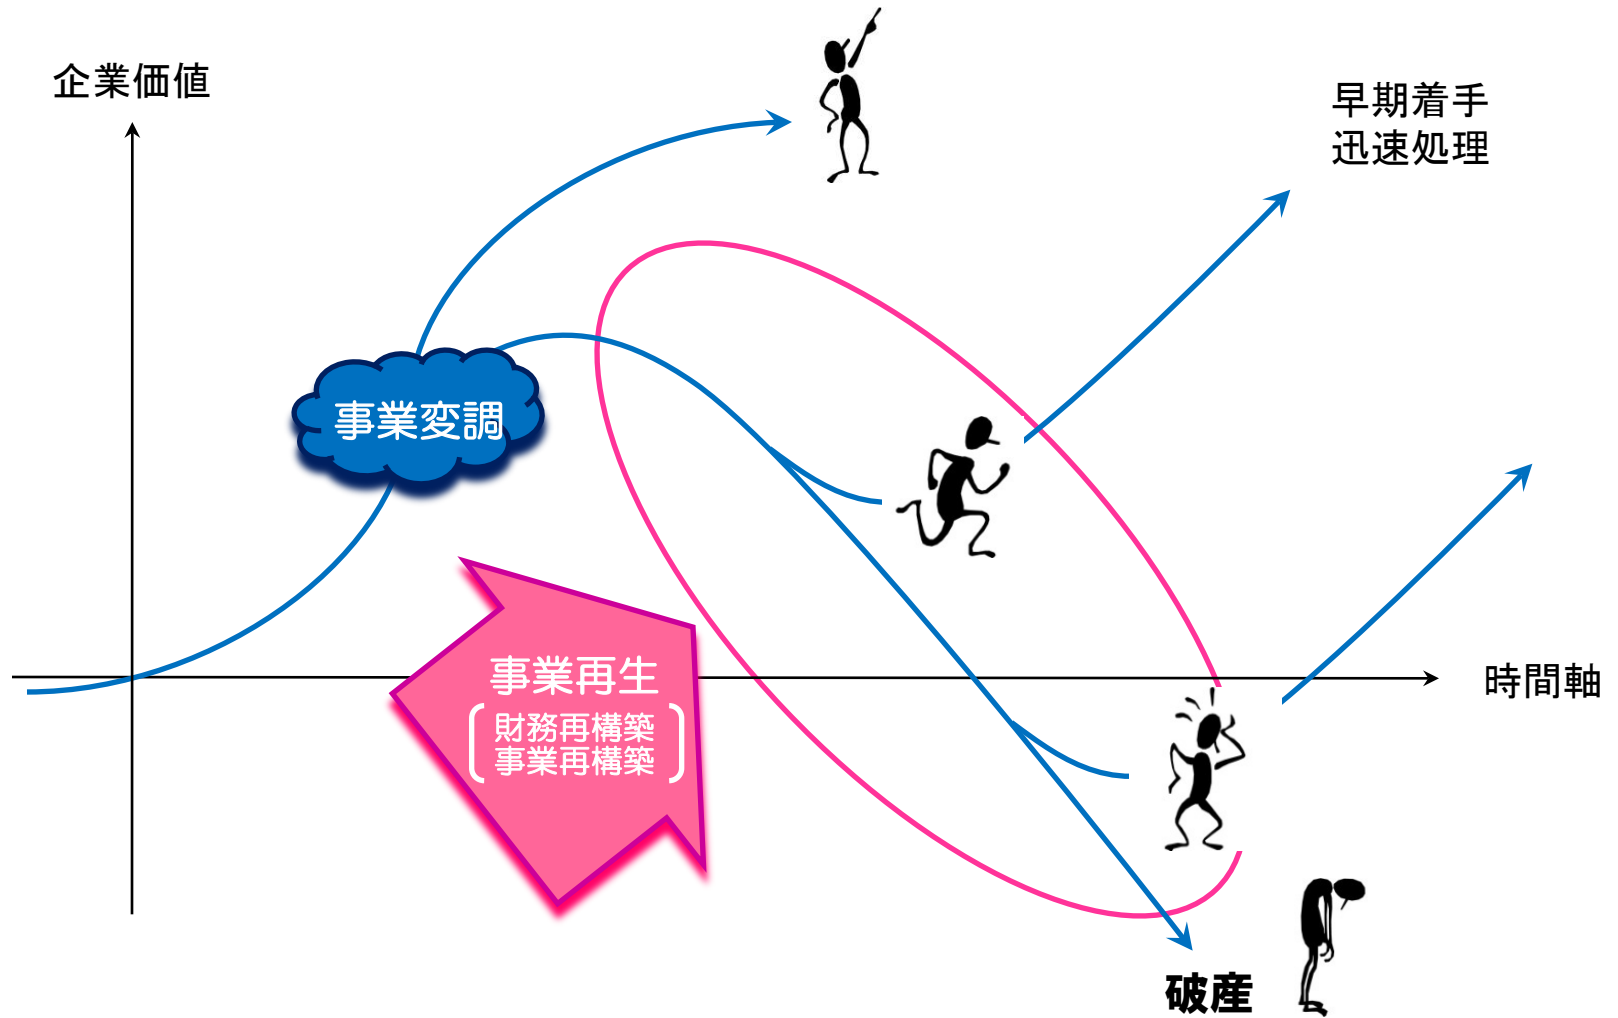 企業価値
早期着手
迅速処理
事業変調
事業再生
財務再構築
事業再構築
時間軸
破産